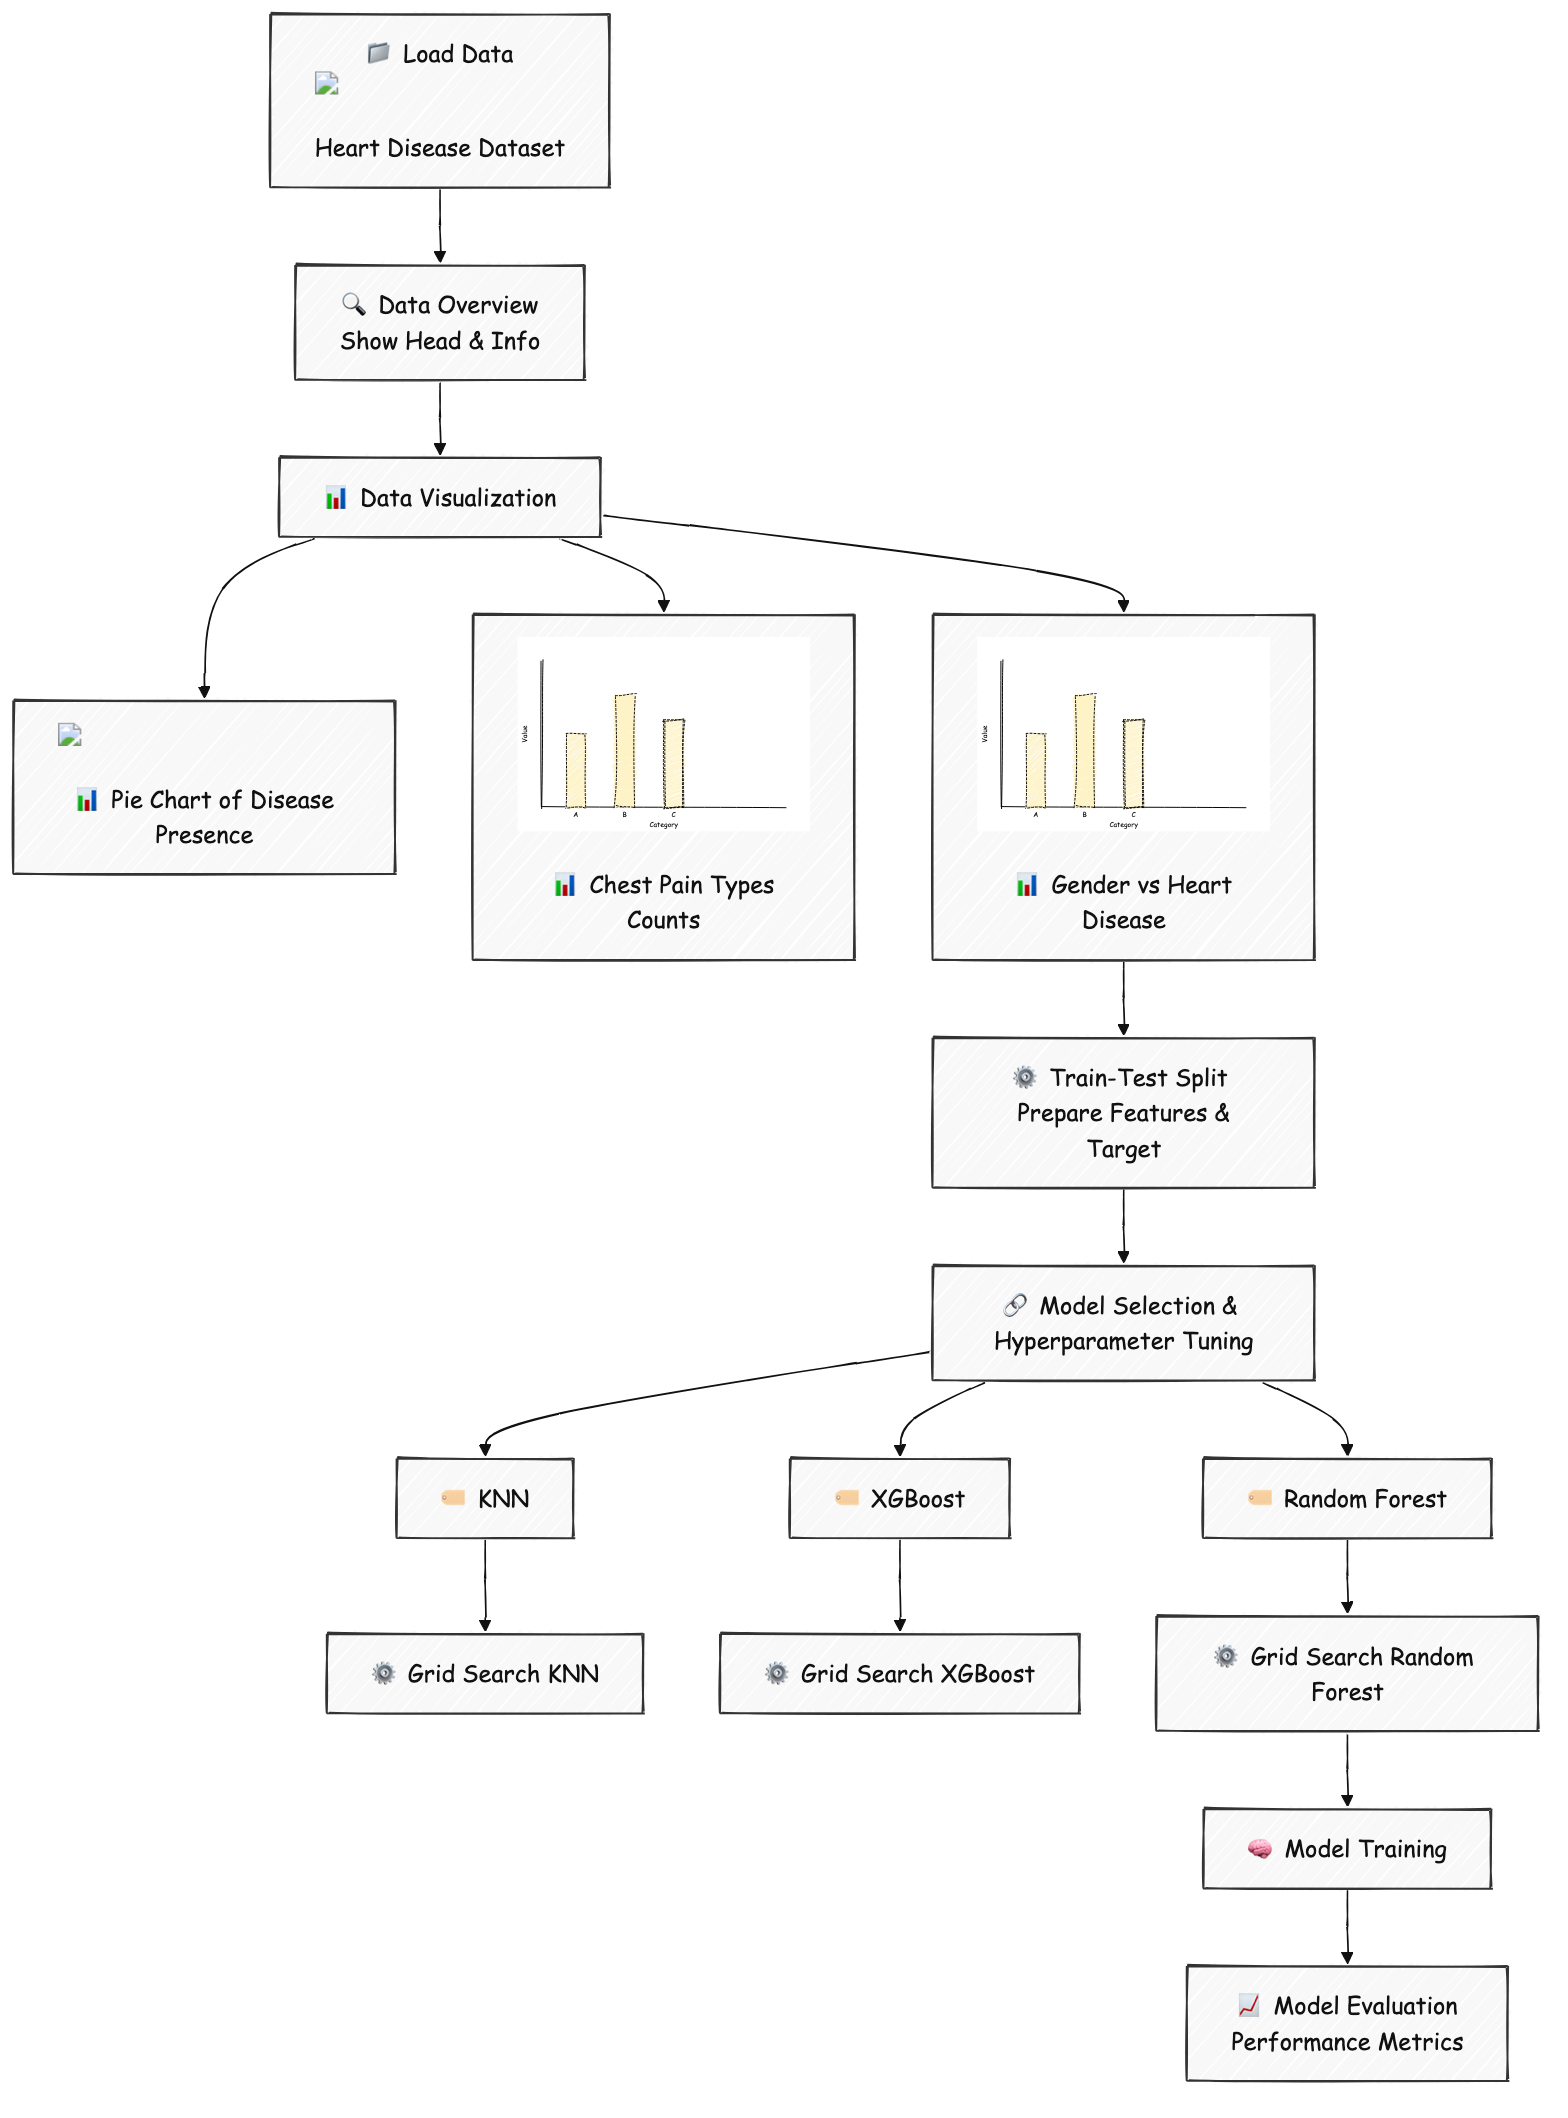 Load Data
Heart Disease Dataset
Data Overview
Show Head & Info
Data Visualization
Pie Chart of Disease
Presence
Value
A B C
Category
Chest Pain Types
Counts
Value
A B C
Category
Gender vs Heart
Disease
Train-Test Split
Prepare Features &
Target
Model Selection &
Hyperparameter Tuning
KNN
XGBoost
Random Forest
Grid Search KNN
Grid Search XGBoost
Grid Search Random
Forest
Model Training
Model Evaluation
Performance Metrics